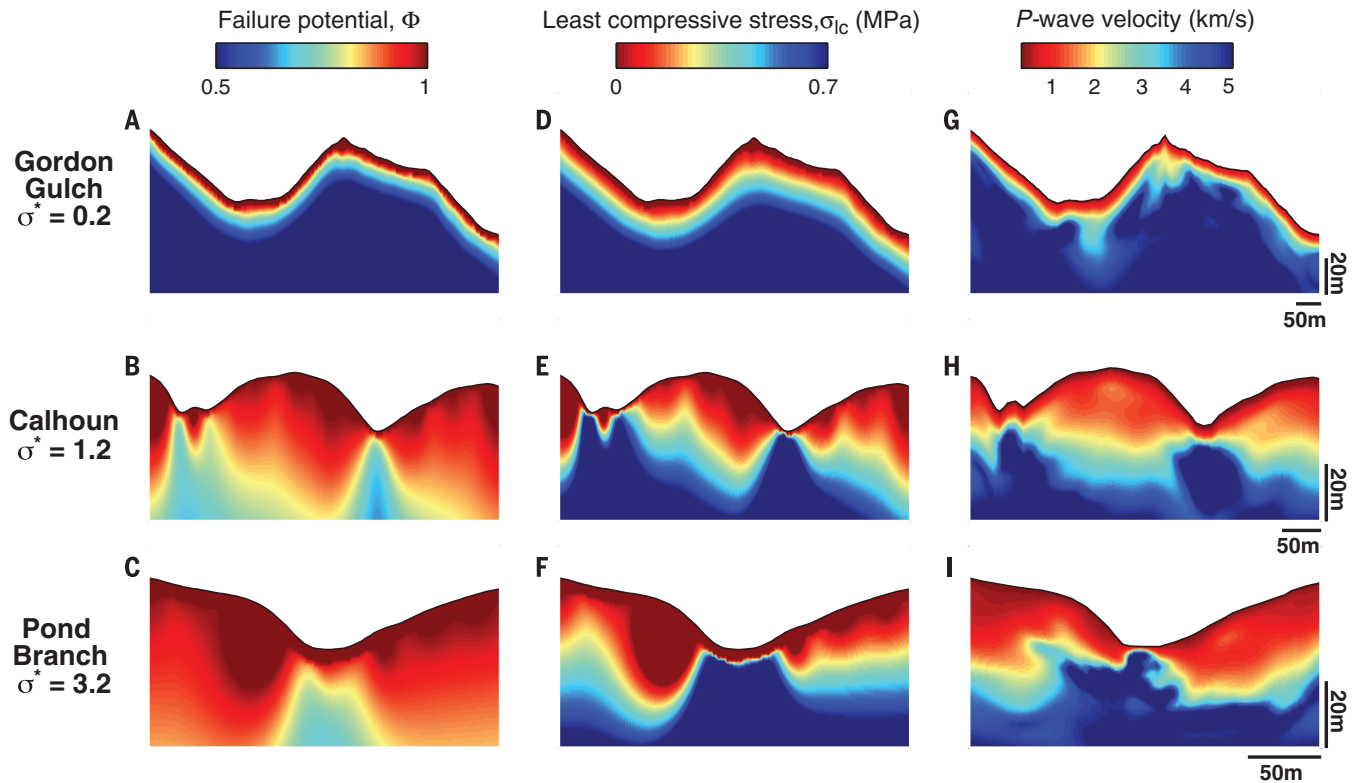 Failure potential, Φ
0.5 1
Least compressive stress,σlc (MPa)
0 0.7
P-wave velocity (km/s)
1 2 3 4 5
A
D
G
Gordon
Gulch
σ* = 0.2
20m
50m
B
E
H
Calhoun
σ* = 1.2
20m
50m
C
F
I
Pond
Branch
σ* = 3.2
20m
50m